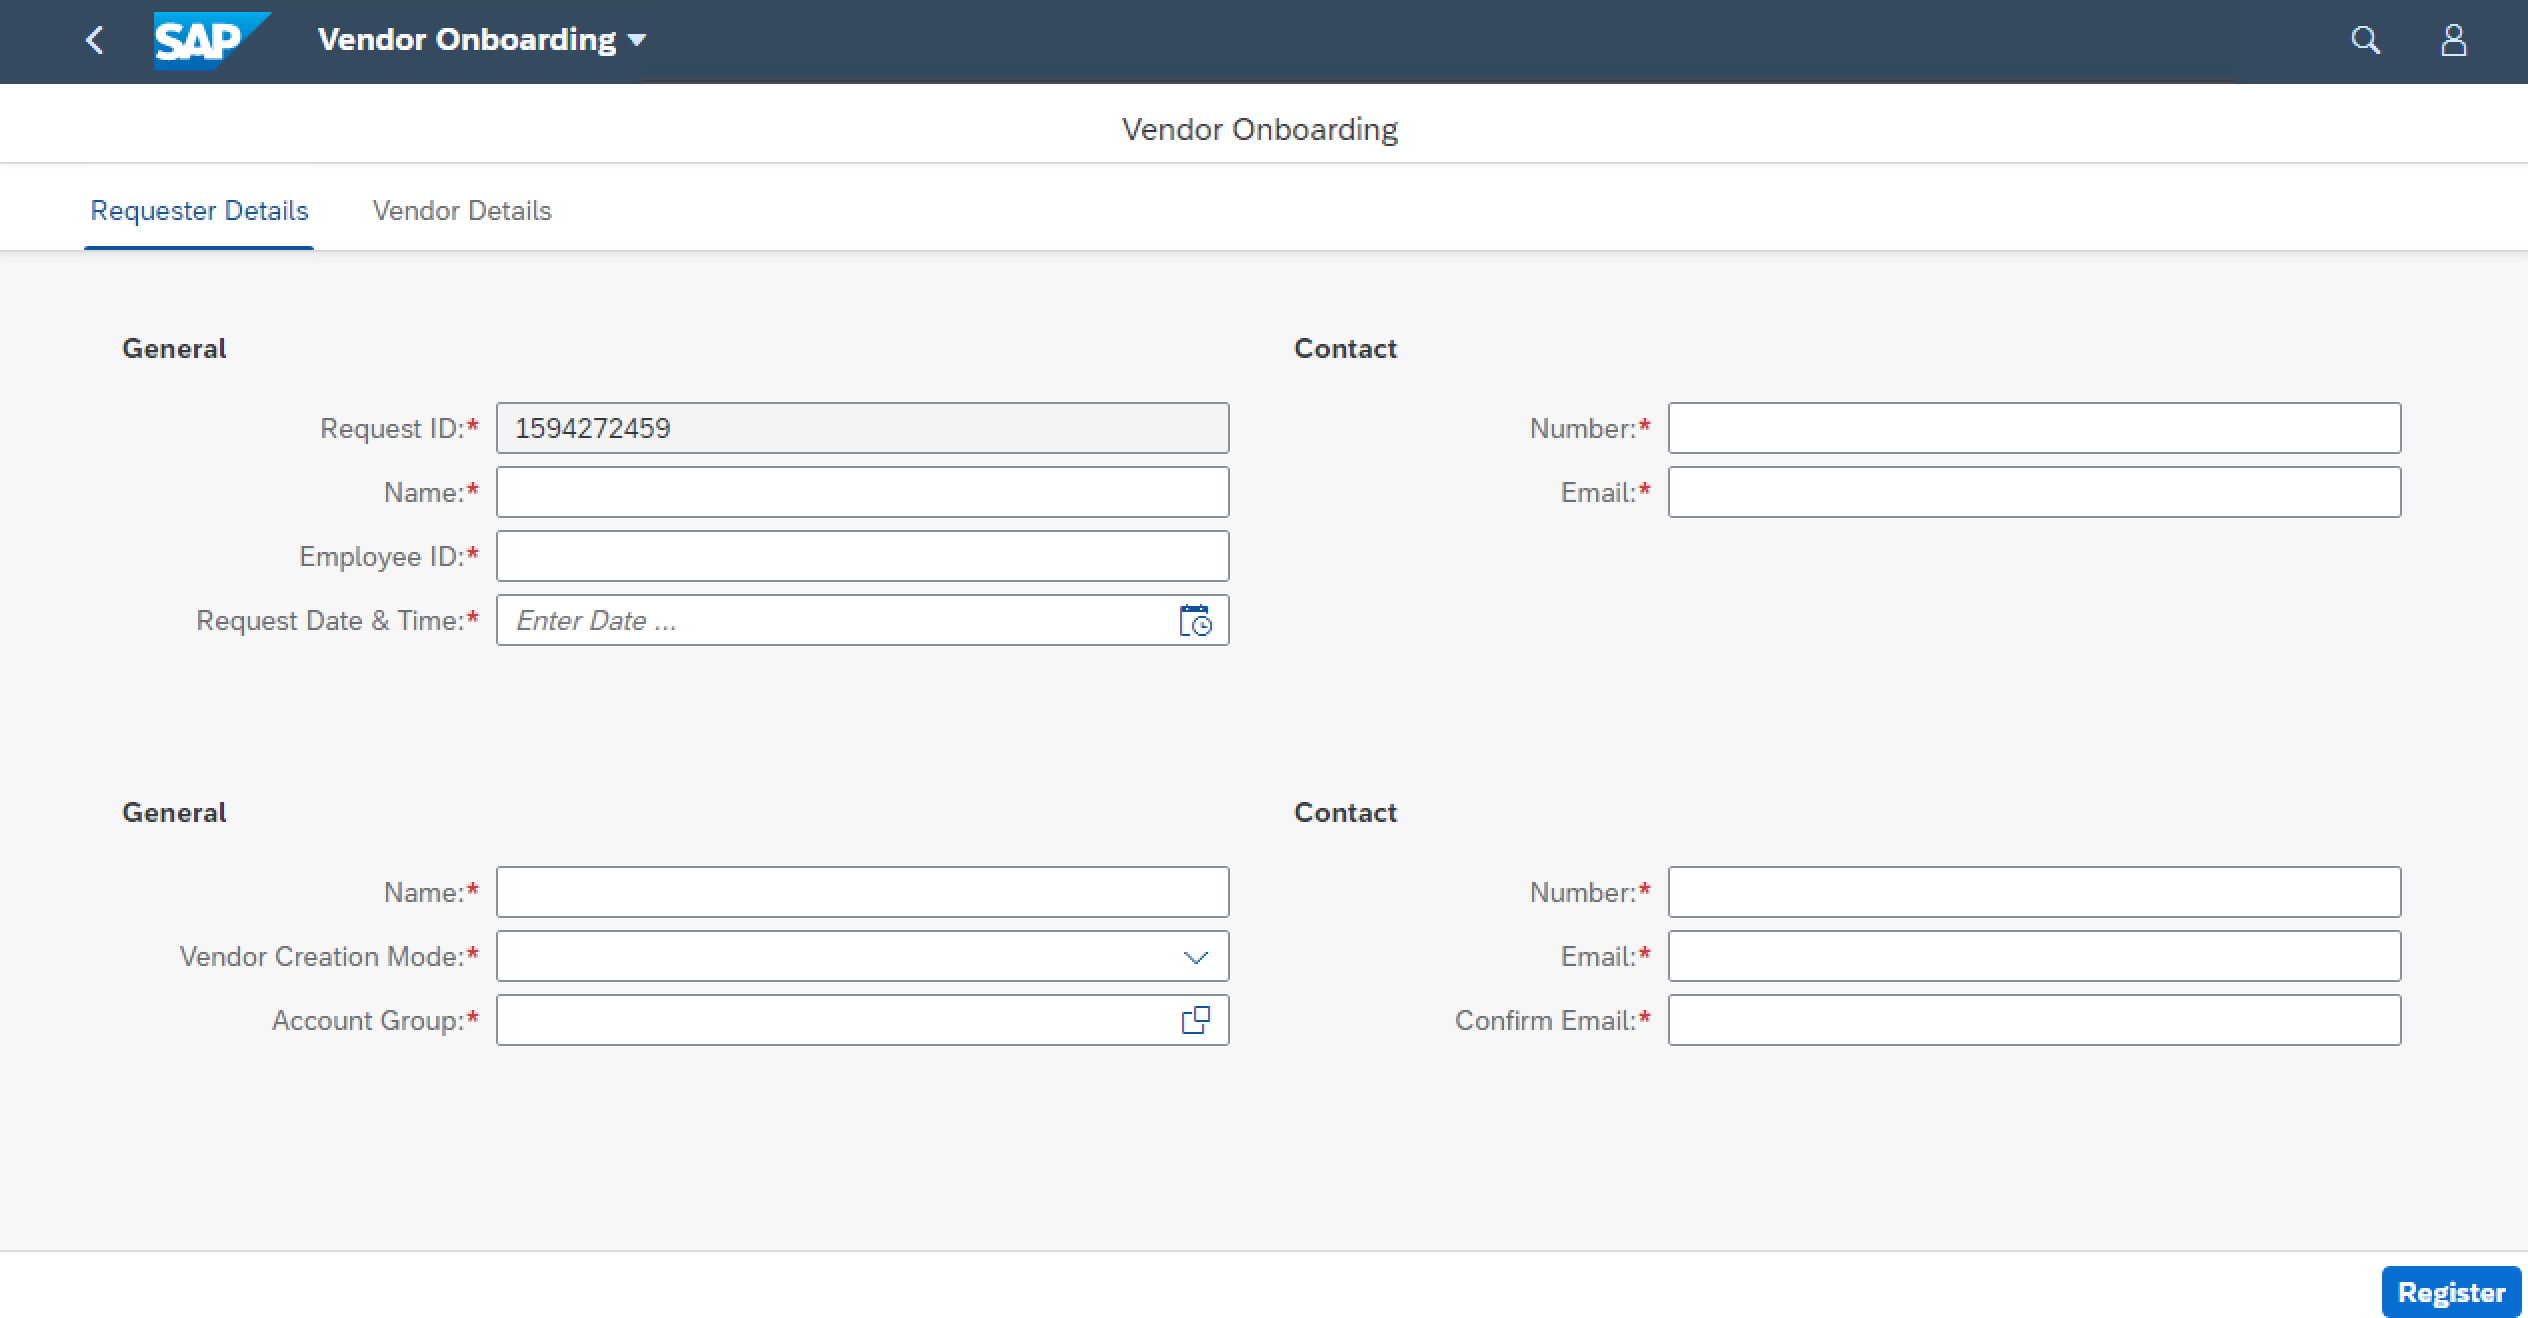 SAP Vendor Onboarding
Vendor Onboarding
Requester Details Vendor Details
General
Request ID:* 1594272459
Name:*
Employee ID:*
Request Date & Time:* Enter Date ...
Contact
Number:*
Email:*
General
Name:*
Vendor Creation Mode:*
Account Group:*
Contact
Number:*
Email:*
Confirm Email:*
Register